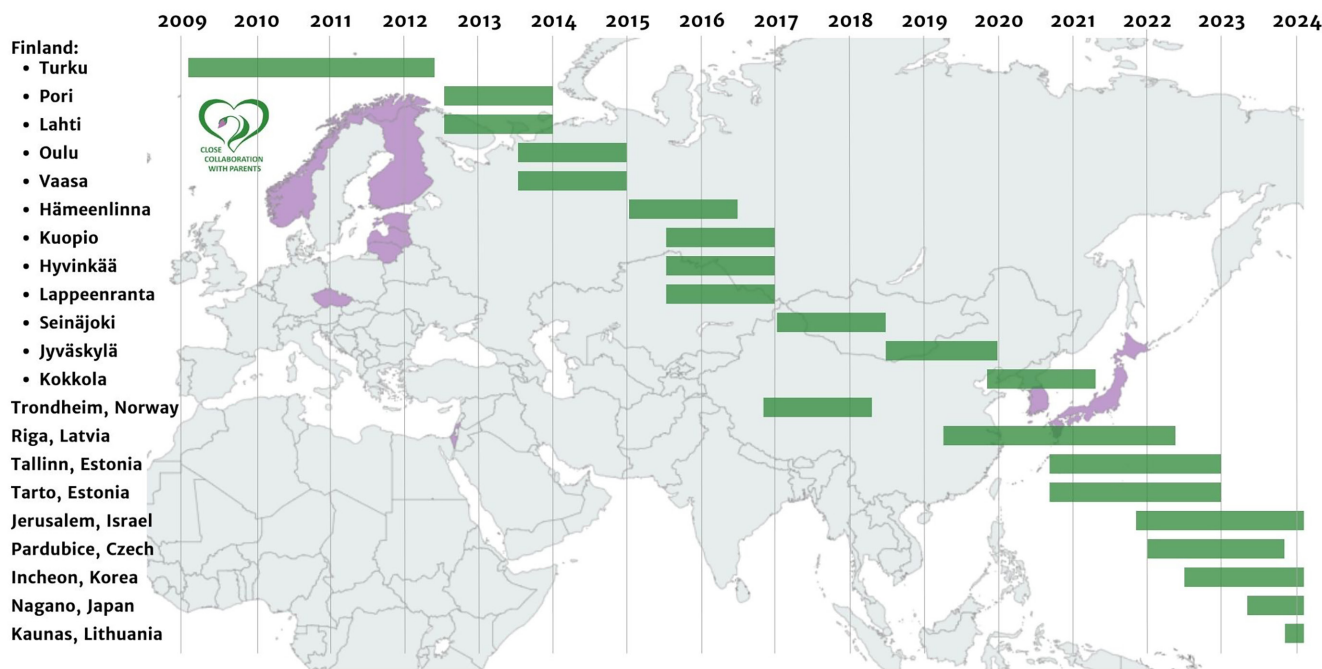 2009 2010 2011 2012 2013 2014 2015 2016 2017 2018 2019 2020 2021 2022 2023 2024
Finland:
• Turku
• Pori
• Lahti
• Oulu
• Vaasa
• Hämeenlinna
• Kuopio
• Hyvinkää
• Lappeenranta
• Seinäjoki
• Jyväskylä
• Kokkola
Trondheim, Norway
Riga, Latvia
Tallinn, Estonia
Tarto, Estonia
Jerusalem, Israel
Pardubice, Czech
Incheon, Korea
Nagano, Japan
Kaunas, Lithuania
CLOSE
COLLABORATION
WITH PARENTS